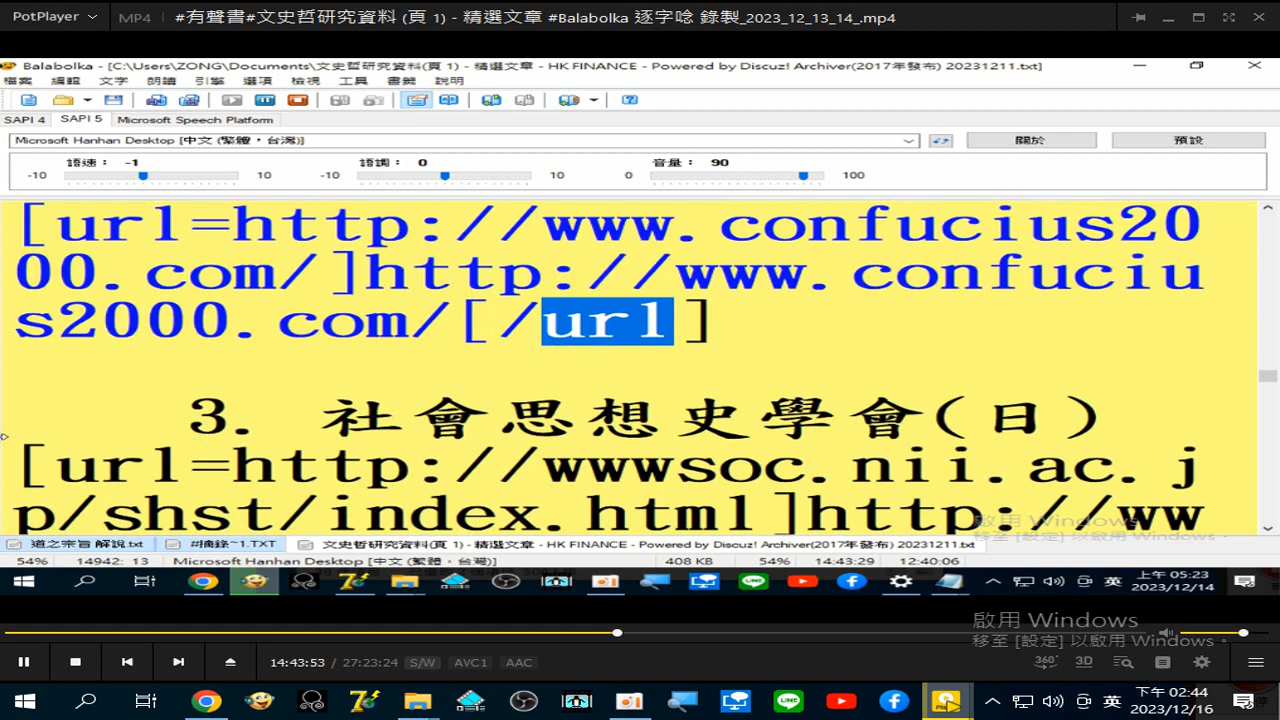 PotPlayer MP4 #有聲書#文史哲研究資料 (頁 1) - 精選文章 #Balabolka 逐字唸 錄製_2023_12_13_14_.mp4
Balabolka - [C:\Users\ZONG\Documents\文史哲研究資料(頁 1) - 精選文章 - HK FINANCE - Powered by Discuz! Archiver(2017年發布) 20231211.txt]
檔案 編輯 文字 朗讀 引擎 選項 檢視 工具 書籤 說明
SAPI 4 SAPI 5 Microsoft Speech Platform
Microsoft Hanhan Desktop [中文 (繁體，台灣)] 關於 預設
語速： -1 語調： 0 音量： 90
-10 10 -10 10 0 100
[url=http://www.confucius20
00.com/]http://www.confuciu
s2000.com/[/url]
3. 社會思想史學會(日)
[url=http://wwwsoc.nii.ac.j
p/shst/index.html]http://ww
啟用 Windows
移至 [設定] 以啟用 Windows。
道之宗旨 解說.txt #摘錄~1.TXT 文史哲研究資料(頁 1) - 精選文章 - HK FINANCE - Powered by Discuz! Archiver(2017年發布) 20231211.txt
54% 14942: 13 Microsoft Hanhan Desktop [中文 (繁體，台灣)] 408 KB 54% 14:43:29 12:40:06
英 上午 05:23
2023/12/14
啟用 Windows
移至 [設定] 以啟用 Windows。
14:43:53 / 27:23:24 S/W AVC1 AAC 360° 3D
英 下午 02:44
2023/12/16